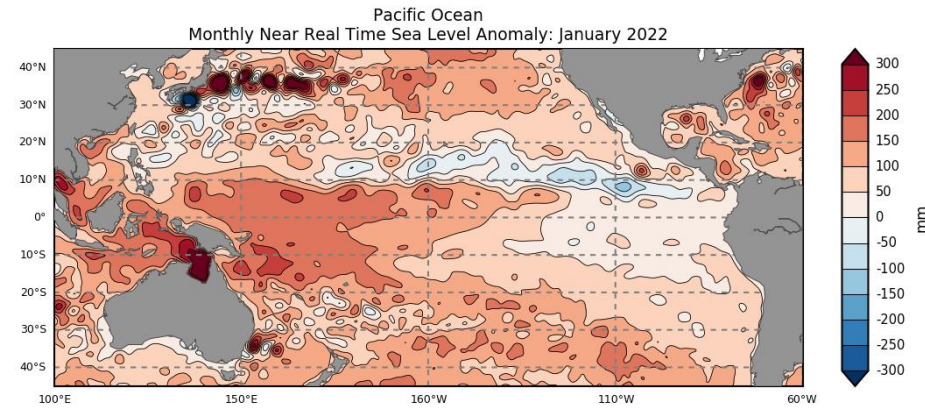 Pacific Ocean
Monthly Near Real Time Sea Level Anomaly: January 2022
40°N
30°N
20°N
10°N
0°
10°S
20°S
30°S
40°S
100°E
150°E
160°W
110°W
60°W
300
250
200
150
100
50
0
-50
-100
-150
-200
-250
-300
mm